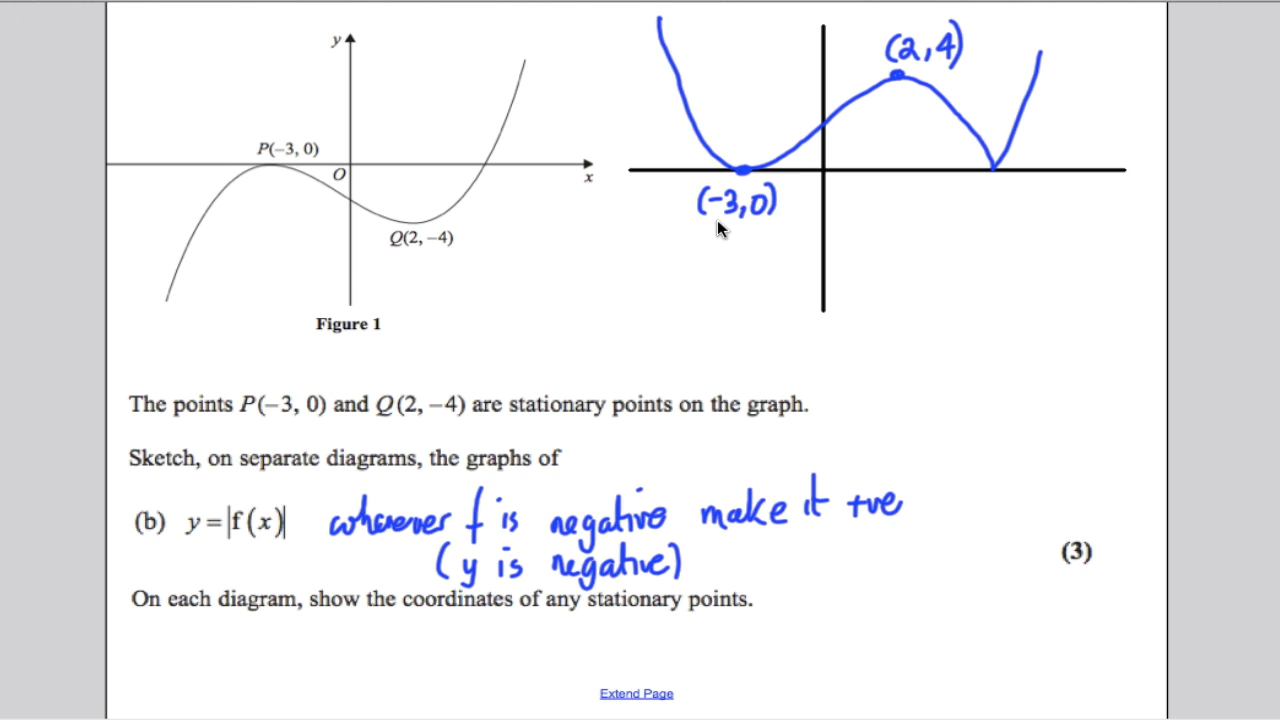 y
(2,4)
P(−3, 0)
O
x
(-3,0)
Q(2, −4)
Figure 1
The points P(−3, 0) and Q(2, −4) are stationary points on the graph.
Sketch, on separate diagrams, the graphs of
(b) y=|f(x)| wherever f is negative make it +ve
(y is negative)
(3)
On each diagram, show the coordinates of any stationary points.
Extend Page